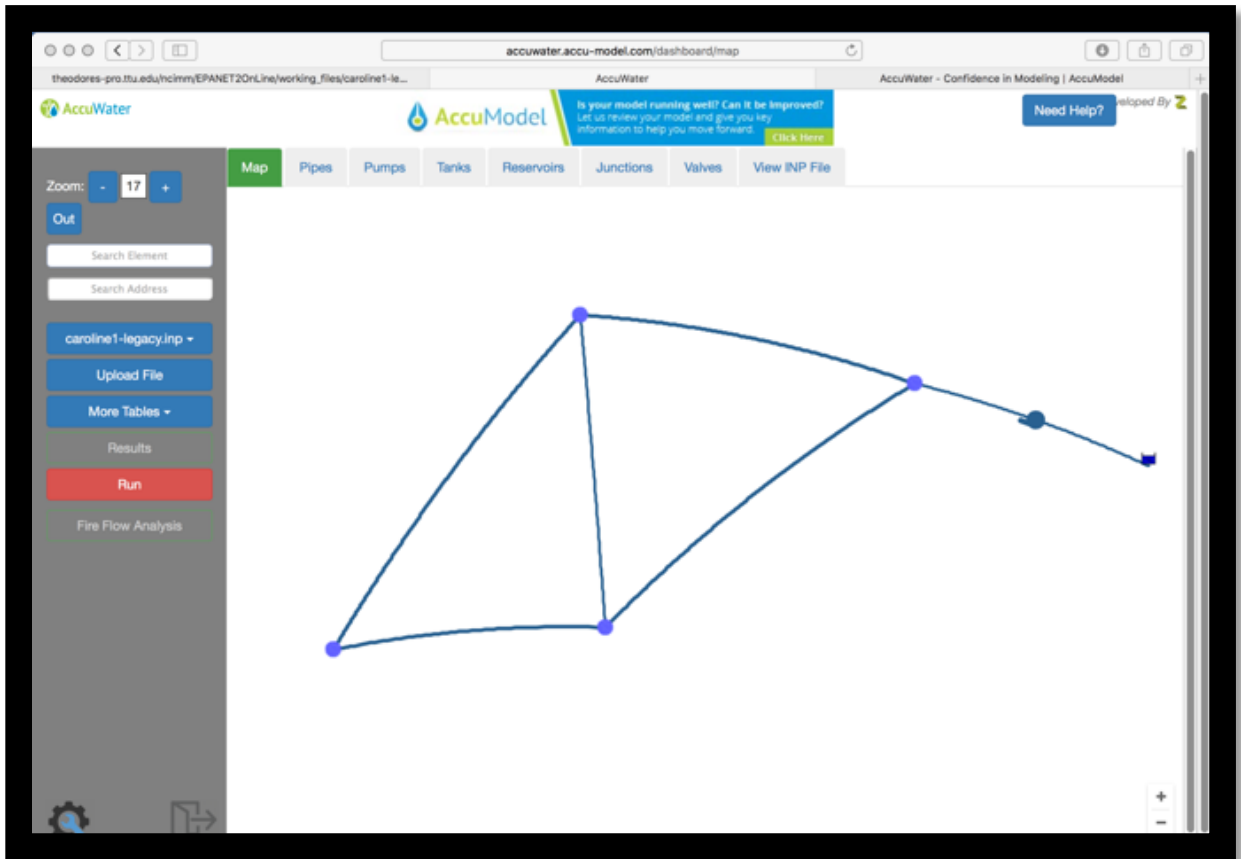 accuwater.accu-model.com/dashboard/map
theodores-pro.ttu.edu/ncimm/EPANET2OnLine/working_files/caroline1-le...
AccuWater
AccuWater - Confidence in Modeling | AccuModel
+
AccuWater
AccuModel
Is your model running well? Can it be improved?
Let us review your model and give you key
information to help you move forward.
Click Here
Need Help?
eloped By
Map
Pipes
Pumps
Tanks
Reservoirs
Junctions
Valves
View INP File
Zoom: - 17 +
Out
Search Element
Search Address
caroline1-legacy.inp
Upload File
More Tables
Results
Run
Fire Flow Analysis
+
-